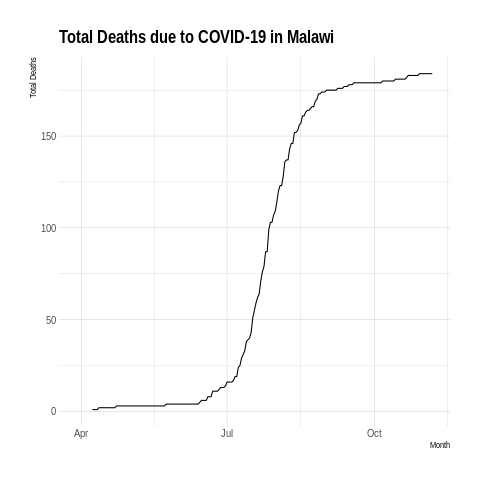 Total Deaths due to COVID-19 in Malawi
Total Deaths
150
100
50
0
Apr
Jul
Oct
Month